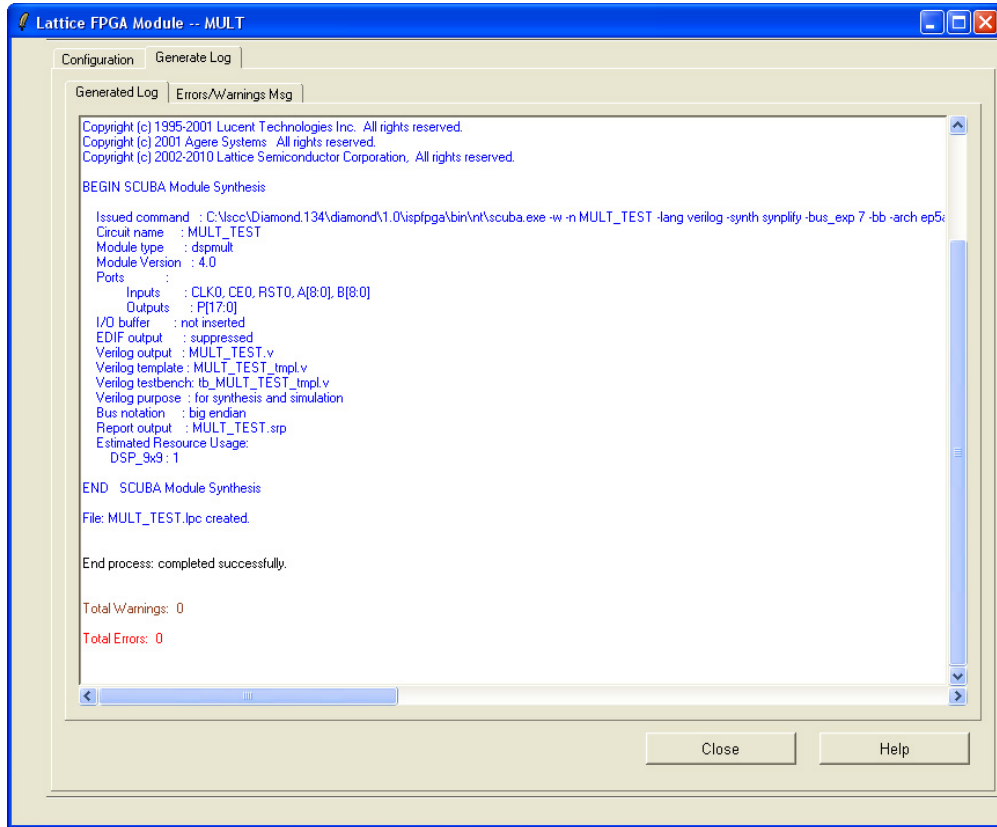 Lattice FPGA Module -- MULT
Configuration Generate Log
Generated Log Errors/Warnings Msg
Copyright (c) 1995-2001 Lucent Technologies Inc. All rights reserved.
Copyright (c) 2001 Agere Systems All rights reserved.
Copyright (c) 2002-2010 Lattice Semiconductor Corporation, All rights reserved.
BEGIN SCUBA Module Synthesis
Issued command : C:\lscc\Diamond.134\diamond\1.0\ispfpga\bin\nt\scuba.exe -w -n MULT_TEST -lang verilog -synth synplify -bus_exp 7 -bb -arch ep5a
Circuit name : MULT_TEST
Module type : dspmult
Module Version : 4.0
Ports :
Inputs : CLK0, CE0, RST0, A[8:0], B[8:0]
Outputs : P[17:0]
I/O buffer : not inserted
EDIF output : suppressed
Verilog output : MULT_TEST.v
Verilog template : MULT_TEST_tmpl.v
Verilog testbench: tb_MULT_TEST_tmpl.v
Verilog purpose : for synthesis and simulation
Bus notation : big endian
Report output : MULT_TEST.srp
Estimated Resource Usage:
DSP_9x9 : 1
END SCUBA Module Synthesis
File: MULT_TEST.lpc created.
End process: completed successfully.
Total Warnings: 0
Total Errors: 0
Close Help